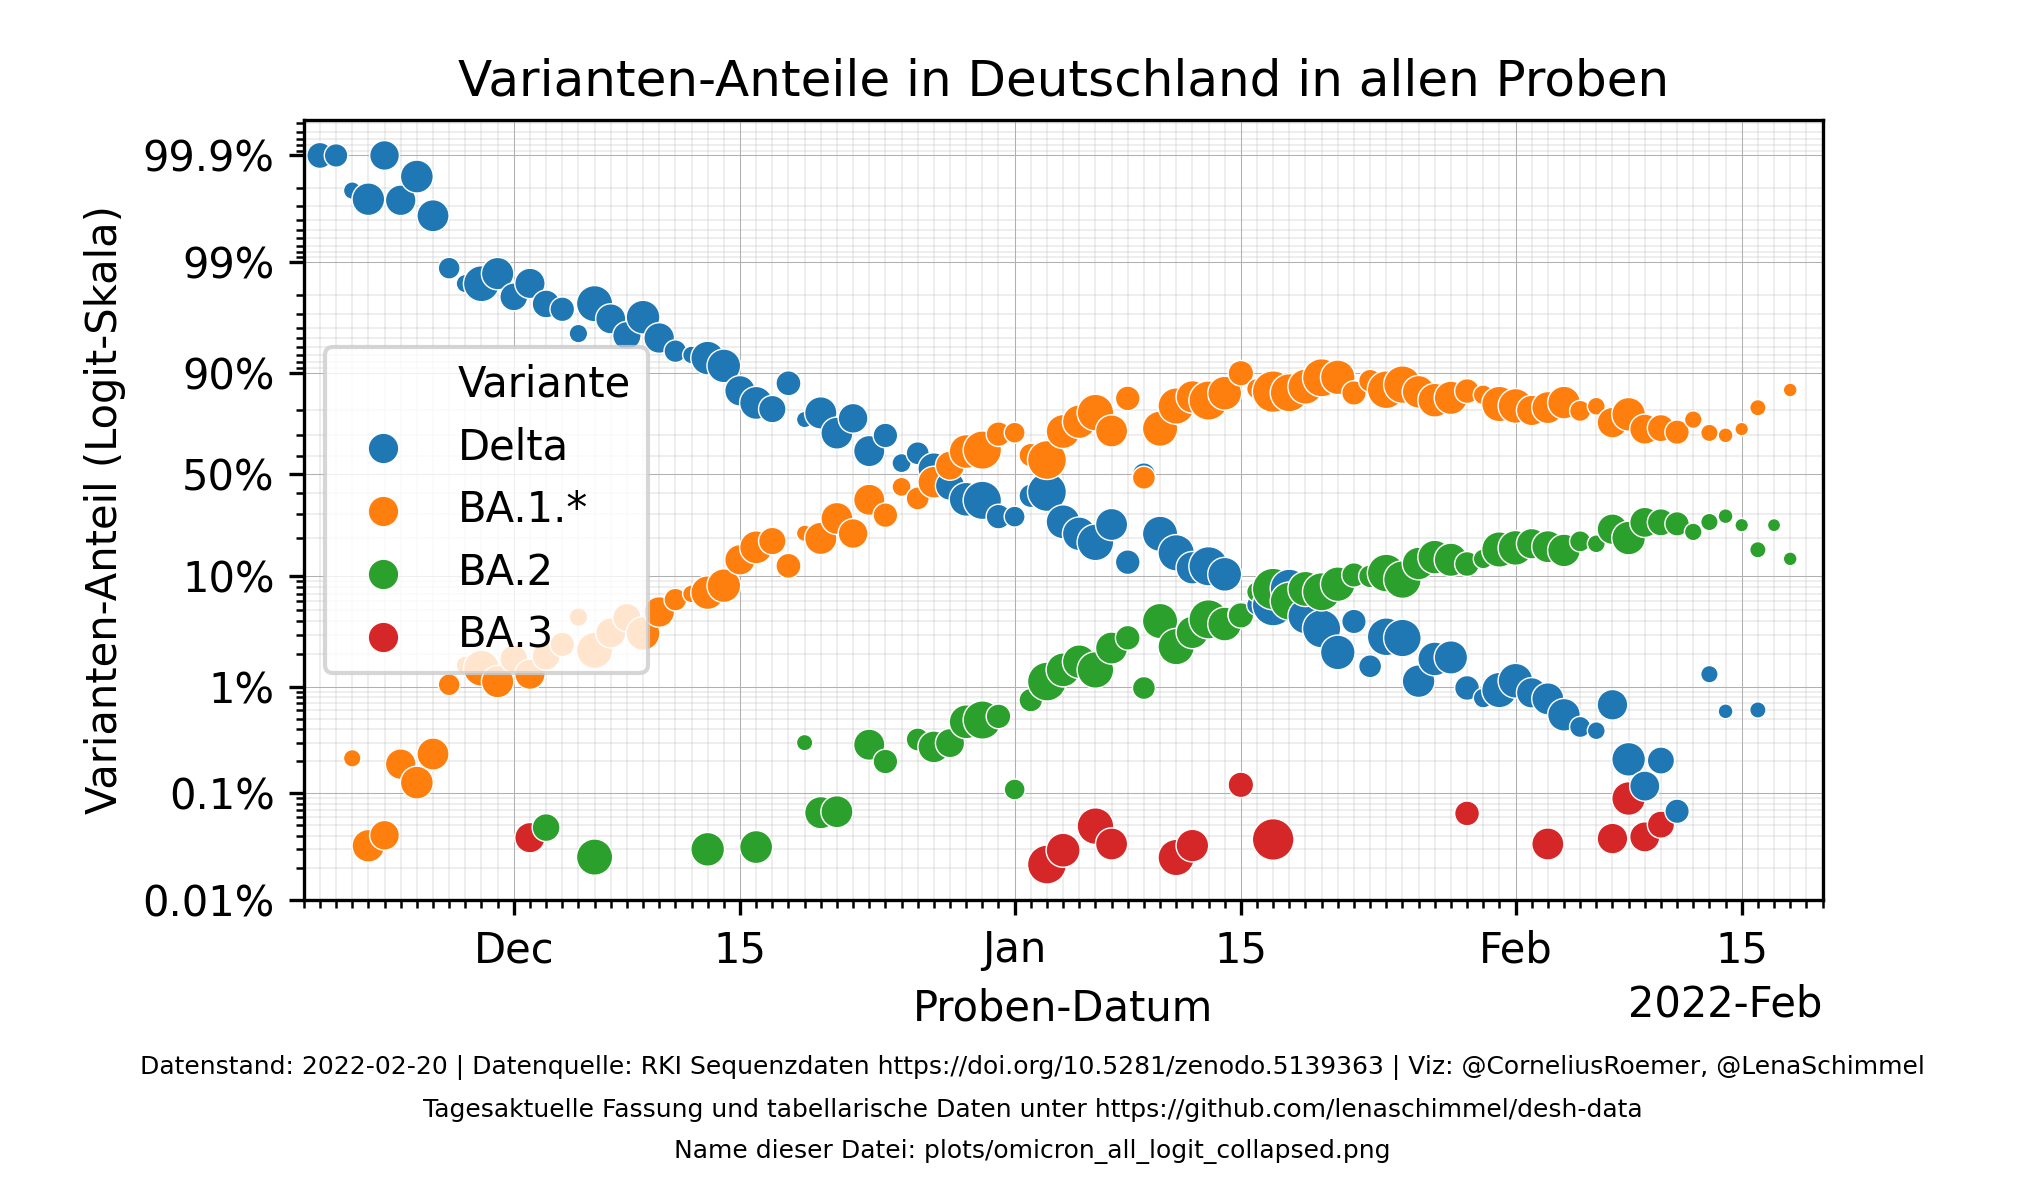 Varianten-Anteile in Deutschland in allen Proben
Varianten-Anteil (Logit-Skala)
99.9%
99%
90%
50%
10%
1%
0.1%
0.01%
Variante
Delta
BA.1.*
BA.2
BA.3
Dec 15 Jan 15 Feb 15
Proben-Datum
2022-Feb
Datenstand: 2022-02-20 | Datenquelle: RKI Sequenzdaten https://doi.org/10.5281/zenodo.5139363 | Viz: @CorneliusRoemer, @LenaSchimmel
Tagesaktuelle Fassung und tabellarische Daten unter https://github.com/lenaschimmel/desh-data
Name dieser Datei: plots/omicron_all_logit_collapsed.png